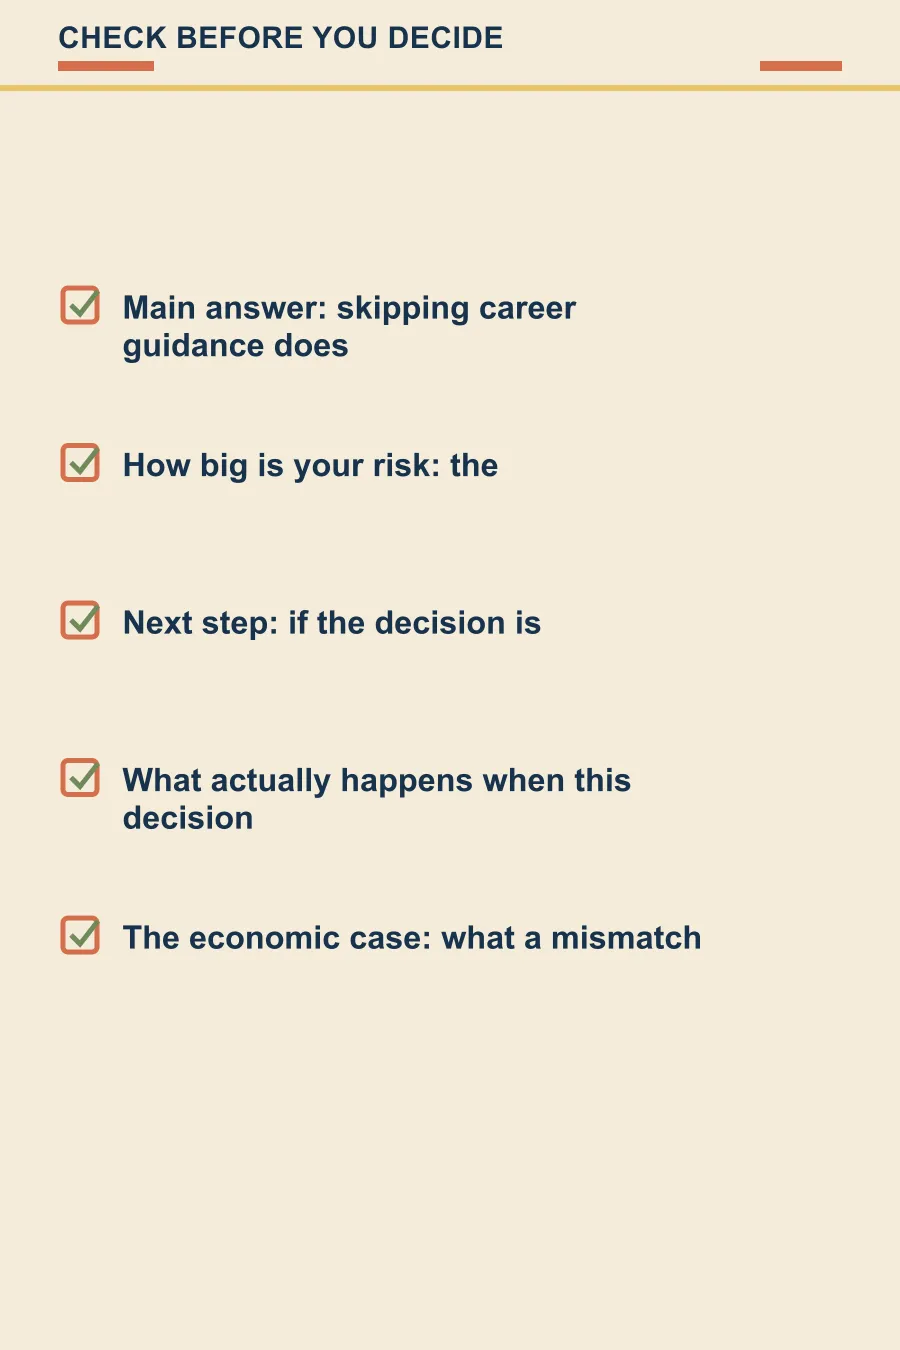 CHECK BEFORE YOU DECIDE
Main answer: skipping career
guidance does
How big is your risk: the
Next step: if the decision is
What actually happens when this
decision
The economic case: what a mismatch